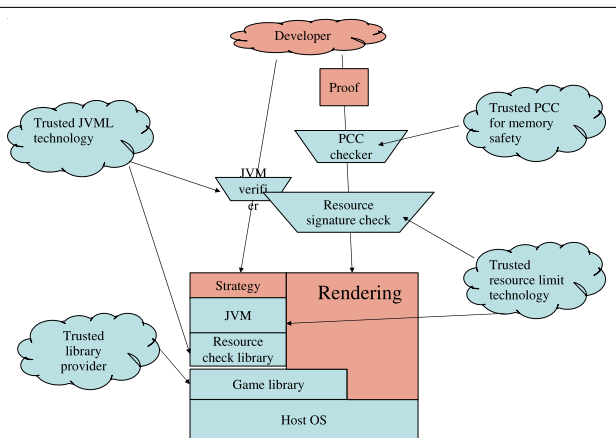 Developer
Proof
Trusted JVML
technology
Trusted PCC
for memory
safety
PCC
checker
JVM
verifi
er
Resource
signature check
Trusted
resource limit
technology
Strategy
Rendering
JVM
Resource
check library
Trusted
library
provider
Game library
Host OS